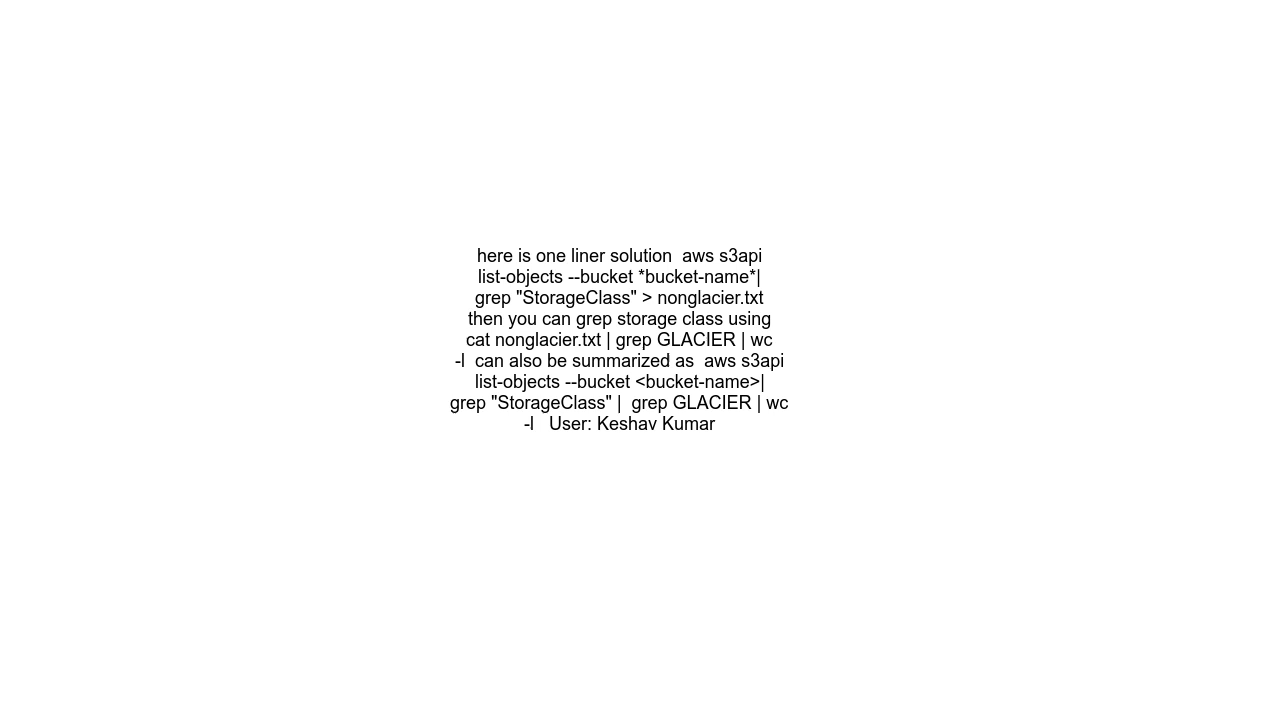 here is one liner solution  aws s3api
list-objects --bucket *bucket-name*|
grep "StorageClass" > nonglacier.txt
then you can grep storage class using
cat nonglacier.txt | grep GLACIER | wc
-l  can also be summarized as  aws s3api
list-objects --bucket <bucket-name>|
grep "StorageClass" |  grep GLACIER | wc
-l   User: Keshav Kumar